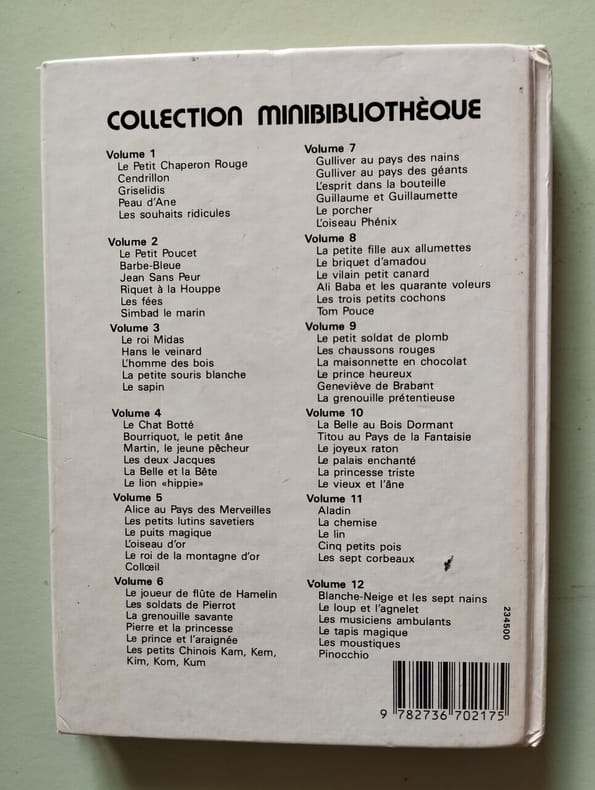 COLLECTION MINIBIBLIOTHÈQUE
Volume 1
Le Petit Chaperon Rouge
Cendrillon
Griselidis
Peau d'Ane
Les souhaits ridicules
Volume 2
Le Petit Poucet
Barbe-Bleue
Jean Sans Peur
Riquet à la Houppe
Les fées
Simbad le marin
Volume 3
Le roi Midas
Hans le veinard
L'homme des bois
La petite souris blanche
Le sapin
Volume 4
Le Chat Botté
Bourriquot, le petit âne
Martin, le jeune pêcheur
Les deux Jacques
La Belle et la Bête
Le lion «hippie»
Volume 5
Alice au Pays des Merveilles
Les petits lutins savetiers
Le puits magique
L'oiseau d'or
Le roi de la montagne d'or
Collœil
Volume 6
Le joueur de flûte de Hamelin
Les soldats de Pierrot
La grenouille savante
Pierre et la princesse
Le prince et l'araignée
Les petits Chinois Kam, Kem,
Kim, Kom, Kum
Volume 7
Gulliver au pays des nains
Gulliver au pays des géants
L'esprit dans la bouteille
Guillaume et Guillaumette
Le porcher
L'oiseau Phénix
Volume 8
La petite fille aux allumettes
Le briquet d'amadou
Le vilain petit canard
Ali Baba et les quarante voleurs
Les trois petits cochons
Tom Pouce
Volume 9
Le petit soldat de plomb
Les chaussons rouges
La maisonnette en chocolat
Le prince heureux
Geneviève de Brabant
La grenouille prétentieuse
Volume 10
La Belle au Bois Dormant
Titou au Pays de la Fantaisie
Le joyeux raton
Le palais enchanté
La princesse triste
Le vieux et l'âne
Volume 11
Aladin
La chemise
Le lin
Cinq petits pois
Les sept corbeaux
Volume 12
Blanche-Neige et les sept nains
Le loup et l'agnelet
Les musiciens ambulants
Le tapis magique
Les moustiques
Pinocchio
234500
9 782736 702175